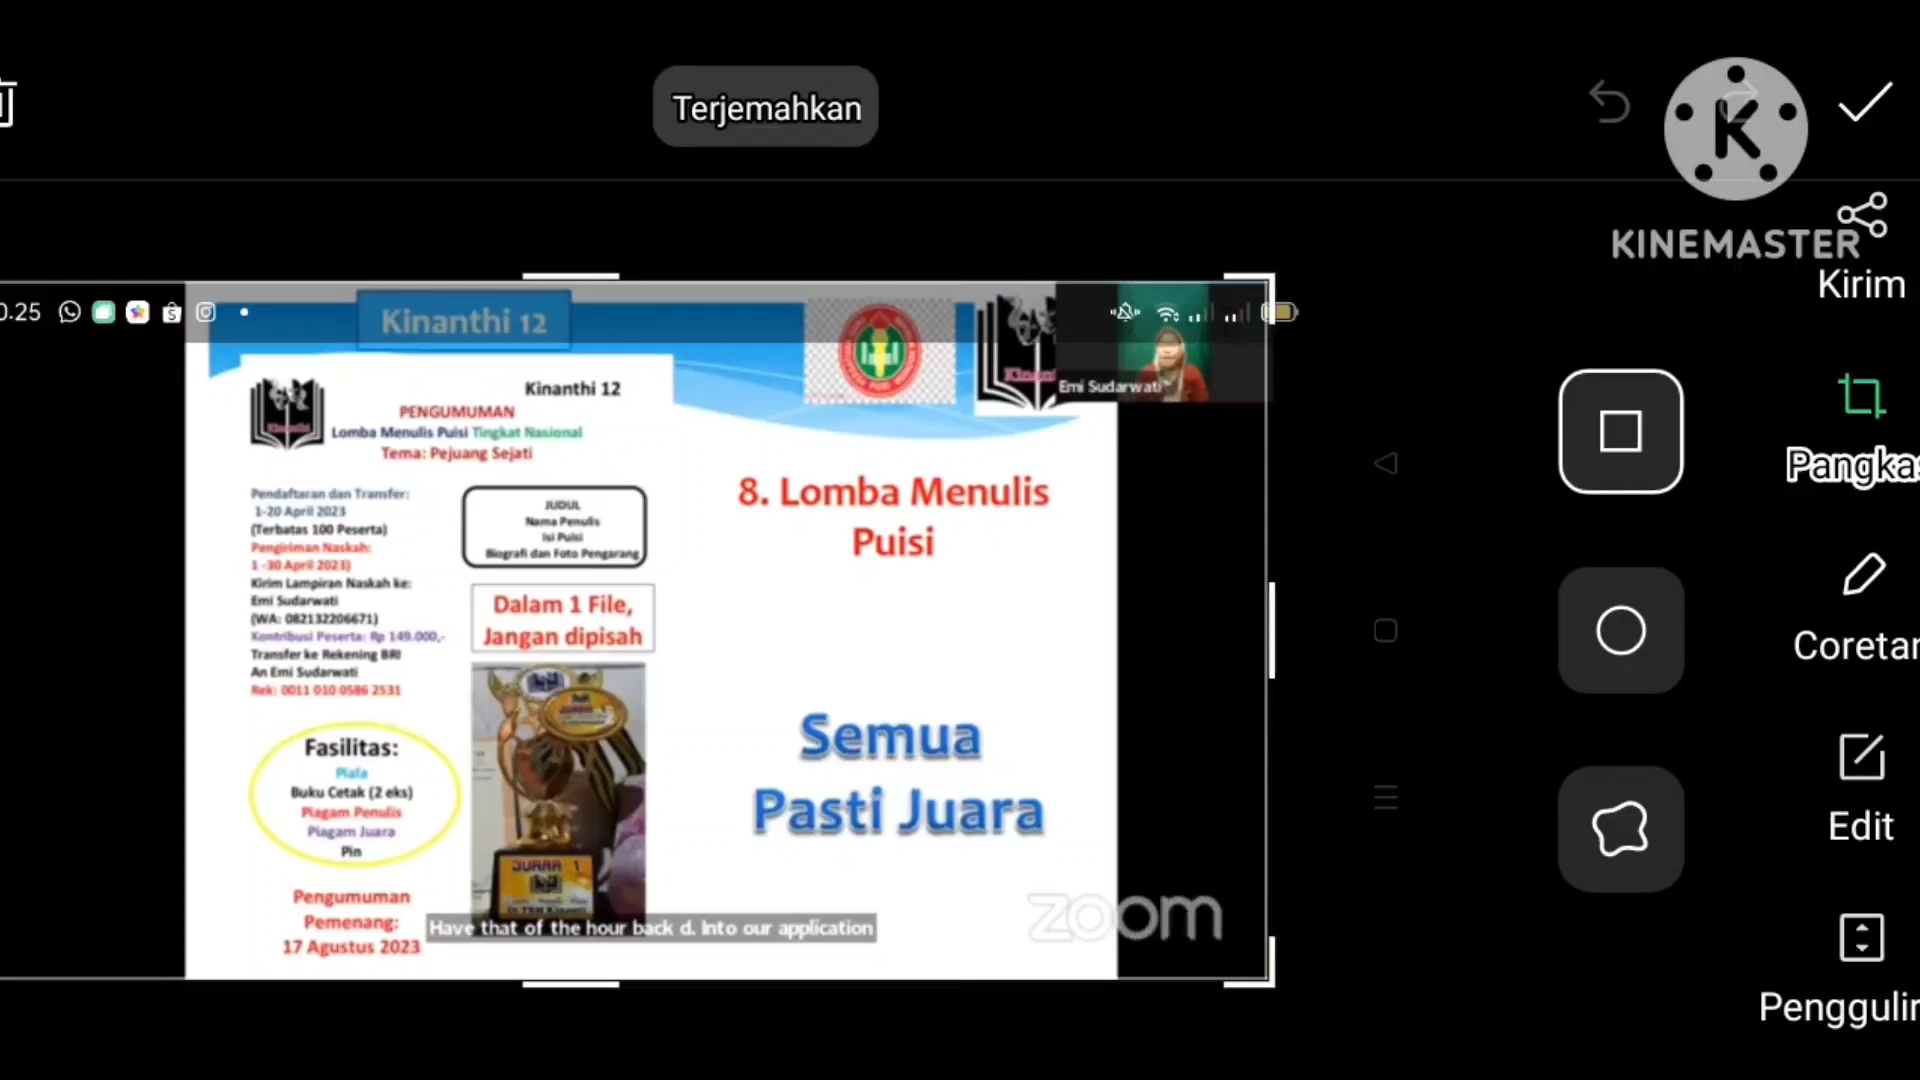 Terjemahkan
KINEMASTER
Kirim
Pangkas
Coretan
Edit
0.25
Kinanthi 12
Emi Sudarwati
Kinanthi 12
PENGUMUMAN
Lomba Menulis Puisi Tingkat Nasional
Tema: Pejuang Sejati
Pendaftaran dan Transfer:
1-20 April 2023
(Terbatas 100 Peserta)
Pengiriman Naskah:
1 -30 April 2023)
Kirim Lampiran Naskah ke:
Emi Sudarwati
(WA: 082132206671)
Kontribusi Peserta: Rp 149.000,-
Transfer ke Rekening BRI
An Emi Sudarwati
Rek: 0011 010 0586 2531
JUDUL
Nama Penulis
Isi Puisi
Biografi dan Foto Pengarang
Dalam 1 File,
Jangan dipisah
Fasilitas:
Piala
Buku Cetak (2 eks)
Piagam Penulis
Piagam Juara
Pin
Pengumuman
Pemenang:
17 Agustus 2023
JUARA 1
8. Lomba Menulis
Puisi
Semua
Pasti Juara
Have that of the hour back d. Into our application
zoom